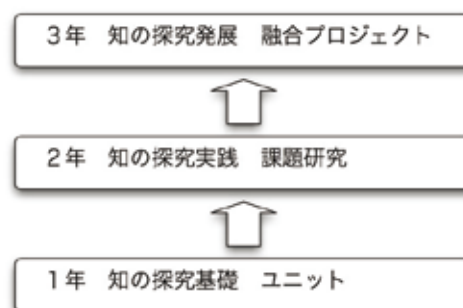 3年 知の探究発展 融合プロジェクト
2年 知の探究実践 課題研究
1年 知の探究基礎 ユニット